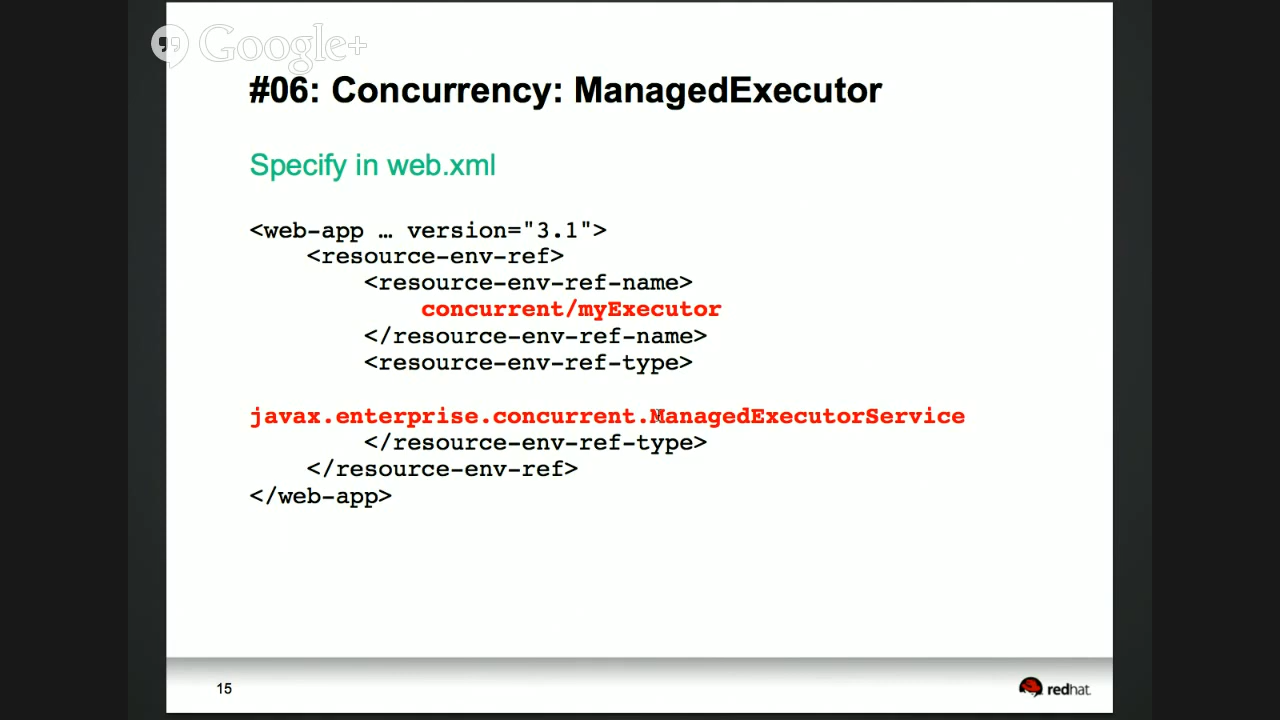 Google+
#06: Concurrency: ManagedExecutor
Specify in web.xml
<web-app … version="3.1">
<resource-env-ref>
<resource-env-ref-name>
concurrent/myExecutor
</resource-env-ref-name>
<resource-env-ref-type>
javax.enterprise.concurrent.ManagedExecutorService
</resource-env-ref-type>
</resource-env-ref>
</web-app>
15
redhat.